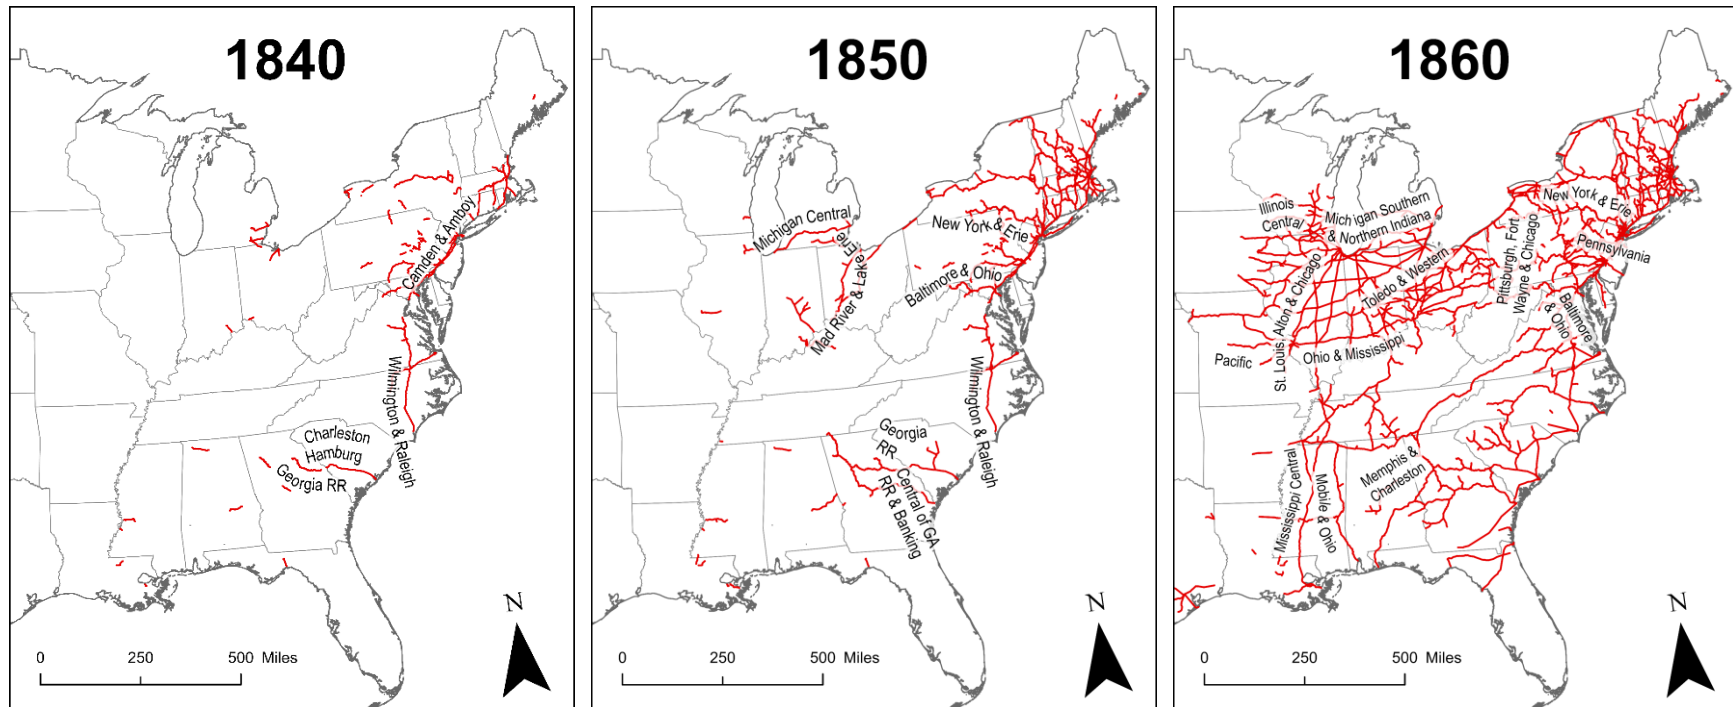 1840
Camden & Amboy
Wilmington & Raleigh
Charleston
Hamburg
Georgia RR
N
0 250 500 Miles
1850
Michigan Central
New York & Erie
Mad River & Lake Erie
Baltimore & Ohio
Wilmington & Raleigh
Georgia
RR
Central of GA
RR & Banking
N
0 250 500 Miles
1860
Illinois
Central
Michigan Southern
& Northern Indiana
New York & Erie
Pennsylvania
Pittsburgh, Fort
Wayne & Chicago
Toledo & Western
St. Louis, Alton & Chicago
Baltimore
& Ohio
Pacific
Ohio & Mississippi
Mississippi Central
Mobile & Ohio
Memphis &
Charleston
N
0 250 500 Miles